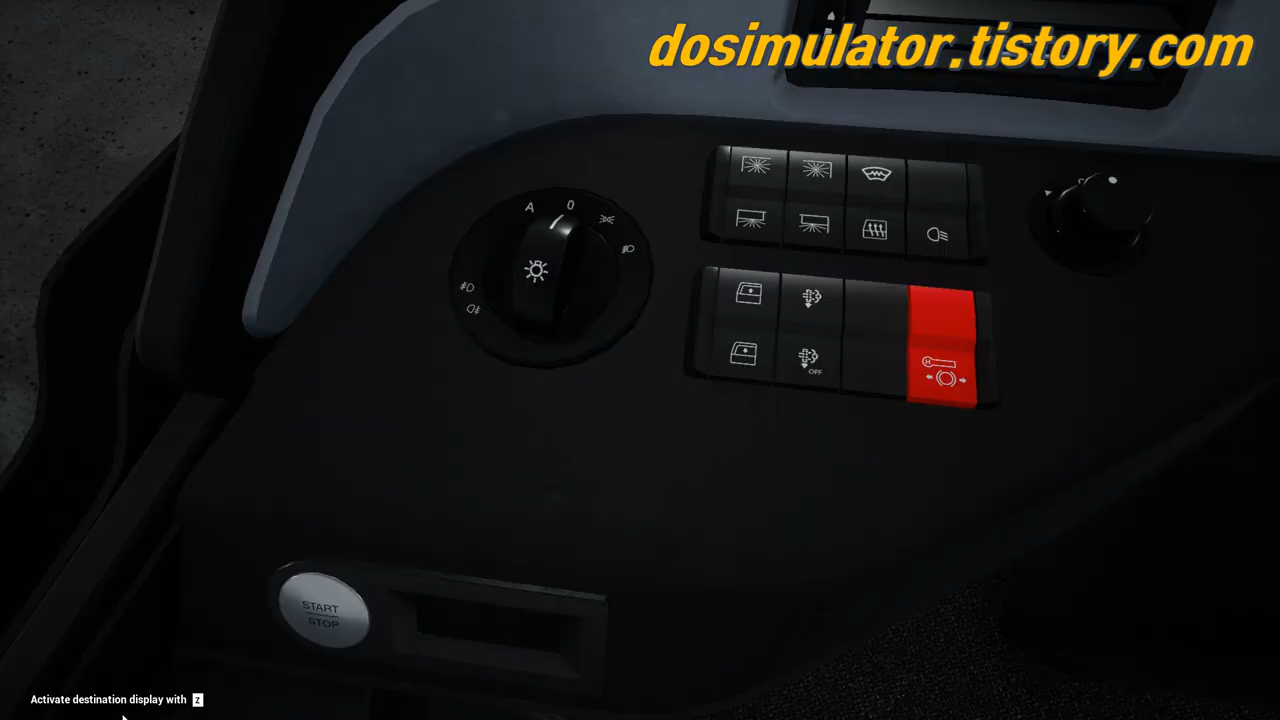 dosimulator.tistory.com
A
0
OFF
H
START
STOP
Activate destination display with Z